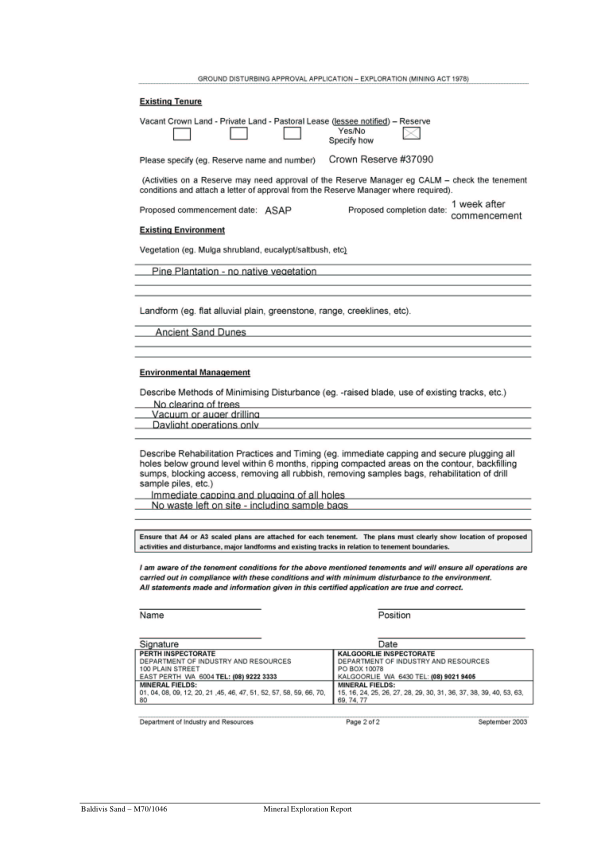 GROUND DISTURBING APPROVAL APPLICATION – EXPLORATION (MINING ACT 1978)
Existing Tenure
Vacant Crown Land - Private Land - Pastoral Lease (lessee notified) – Reserve
Yes/No
Specify how
Please specify (eg. Reserve name and number) Crown Reserve #37090
(Activities on a Reserve may need approval of the Reserve Manager eg CALM – check the tenement
conditions and attach a letter of approval from the Reserve Manager where required).
Proposed commencement date: ASAP Proposed completion date: 1 week after
commencement
Existing Environment
Vegetation (eg. Mulga shrubland, eucalypt/saltbush, etc)
Pine Plantation - no native vegetation
Landform (eg. flat alluvial plain, greenstone, range, creeklines, etc).
Ancient Sand Dunes
Environmental Management
Describe Methods of Minimising Disturbance (eg. -raised blade, use of existing tracks, etc.)
No clearing of trees
Vacuum or auger drilling
Daylight operations only
Describe Rehabilitation Practices and Timing (eg. immediate capping and secure plugging all
holes below ground level within 6 months, ripping compacted areas on the contour, backfilling
sumps, blocking access, removing all rubbish, removing samples bags, rehabilitation of drill
sample piles, etc.)
Immediate capping and plugging of all holes
No waste left on site - including sample bags
Ensure that A4 or A3 scaled plans are attached for each tenement. The plans must clearly show location of proposed
activities and disturbance, major landforms and existing tracks in relation to tenement boundaries.
I am aware of the tenement conditions for the above mentioned tenements and will ensure all operations are
carried out in compliance with these conditions and with minimum disturbance to the environment.
All statements made and information given in this certified application are true and correct.
Name Position
Signature Date
PERTH INSPECTORATE
DEPARTMENT OF INDUSTRY AND RESOURCES
100 PLAIN STREET
EAST PERTH WA 6004 TEL: (08) 9222 3333
MINERAL FIELDS:
01, 04, 08, 09, 12, 20, 21 ,45, 46, 47, 51, 52, 57, 58, 59, 66, 70,
80
KALGOORLIE INSPECTORATE
DEPARTMENT OF INDUSTRY AND RESOURCES
PO BOX 10078
KALGOORLIE WA 6430 TEL: (08) 9021 9405
MINERAL FIELDS:
15, 16, 24, 25, 26, 27, 28, 29, 30, 31, 36, 37, 38, 39, 40, 53, 63,
69, 74, 77
Department of Industry and Resources Page 2 of 2 September 2003
Baldivis Sand – M70/1046 Mineral Exploration Report